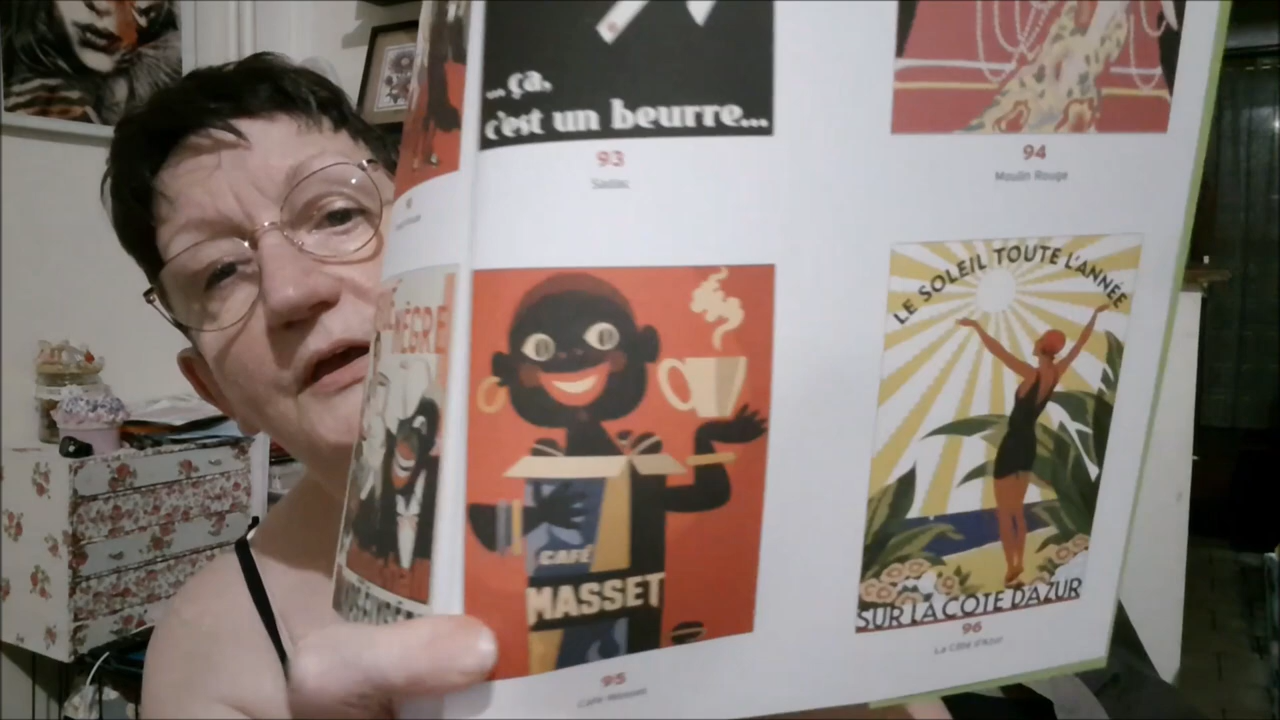 ...ça,
c'est un beurre...
93
94
Moulin Rouge
NÈGRE
CAFÉ
MASSET
95
LE SOLEIL TOUTE L'ANNÉE
SUR LA COTE D'AZUR
96
La Côte d'Azur